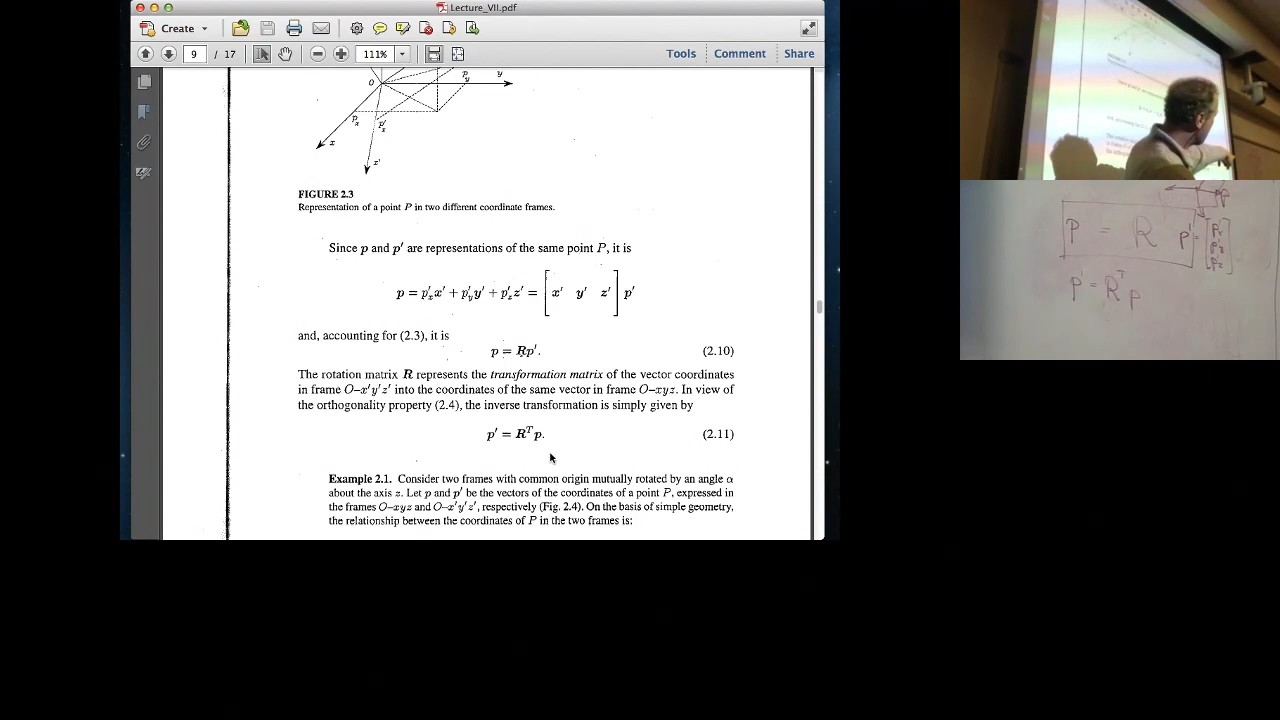 Lecture_VII.pdf
Create
9 / 17
111%
Tools Comment Share
O
p_y
y
p_x
p'_x
x
x'
FIGURE 2.3
Representation of a point P in two different coordinate frames.
Since p and p' are representations of the same point P, it is
p = p'_x x' + p'_y y' + p'_z z' = [ x' y' z' ] p'
and, accounting for (2.3), it is
p = Rp'. (2.10)
The rotation matrix R represents the transformation matrix of the vector coordinates
in frame O–x'y'z' into the coordinates of the same vector in frame O–xyz. In view of
the orthogonality property (2.4), the inverse transformation is simply given by
p' = R^T p. (2.11)
Example 2.1. Consider two frames with common origin mutually rotated by an angle α
about the axis z. Let p and p' be the vectors of the coordinates of a point P, expressed in
the frames O–xyz and O–x'y'z', respectively (Fig. 2.4). On the basis of simple geometry,
the relationship between the coordinates of P in the two frames is:
P = R p' =
p' = R^T p